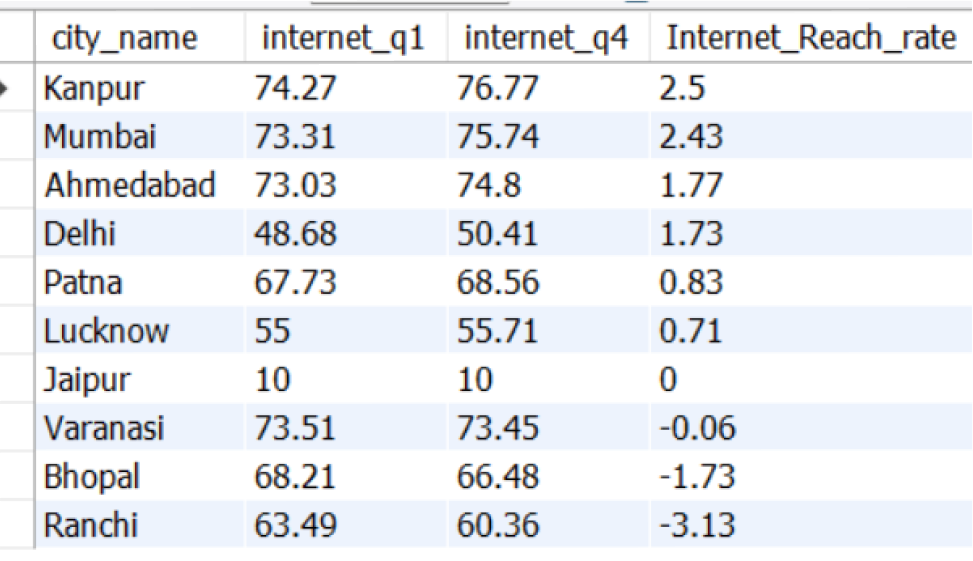 city_name internet_q1 internet_q4 Internet_Reach_rate
Kanpur 74.27 76.77 2.5
Mumbai 73.31 75.74 2.43
Ahmedabad 73.03 74.8 1.77
Delhi 48.68 50.41 1.73
Patna 67.73 68.56 0.83
Lucknow 55 55.71 0.71
Jaipur 10 10 0
Varanasi 73.51 73.45 -0.06
Bhopal 68.21 66.48 -1.73
Ranchi 63.49 60.36 -3.13